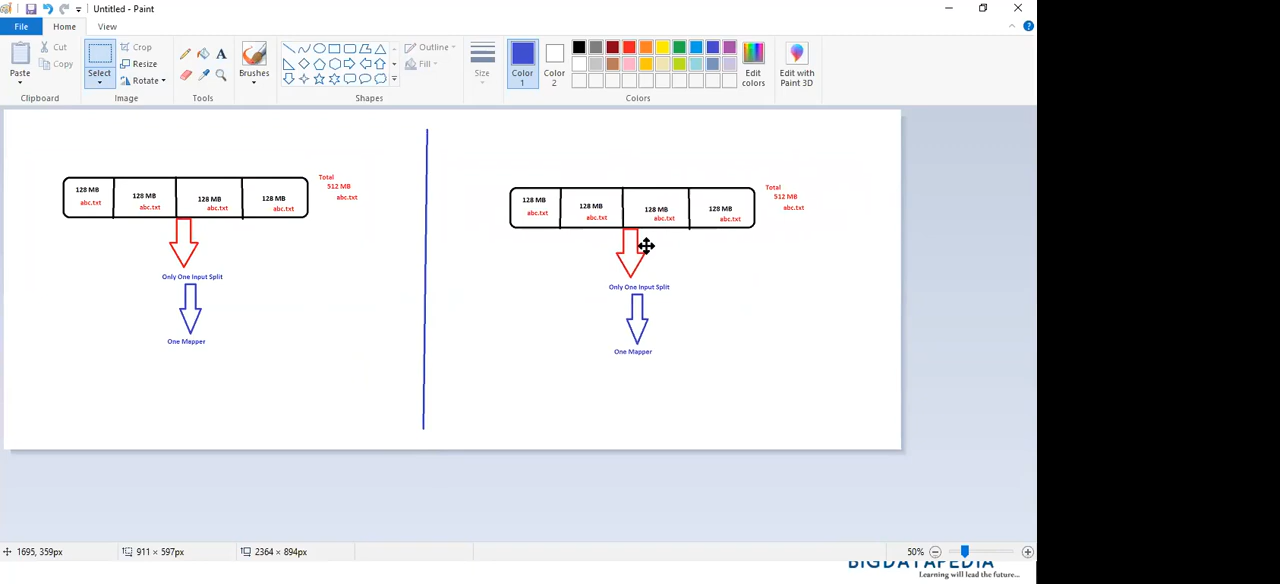 Untitled - Paint
File Home View
Paste
Cut
Copy
Clipboard
Select
Crop
Resize
Rotate
Image
Tools
Brushes
Outline
Fill
Shapes
Size
Color
1
Color
2
Edit
colors
Edit with
Paint 3D
Colors
128 MB
abc.txt
128 MB
abc.txt
128 MB
abc.txt
128 MB
abc.txt
Total
512 MB
abc.txt
Only One Input Split
One Mapper
128 MB
abc.txt
128 MB
abc.txt
128 MB
abc.txt
128 MB
abc.txt
Total
512 MB
abc.txt
Only One Input Split
One Mapper
1695, 359px
911 × 597px
2364 × 894px
50%
BIGDATAPEDIA
Learning will lead the future...